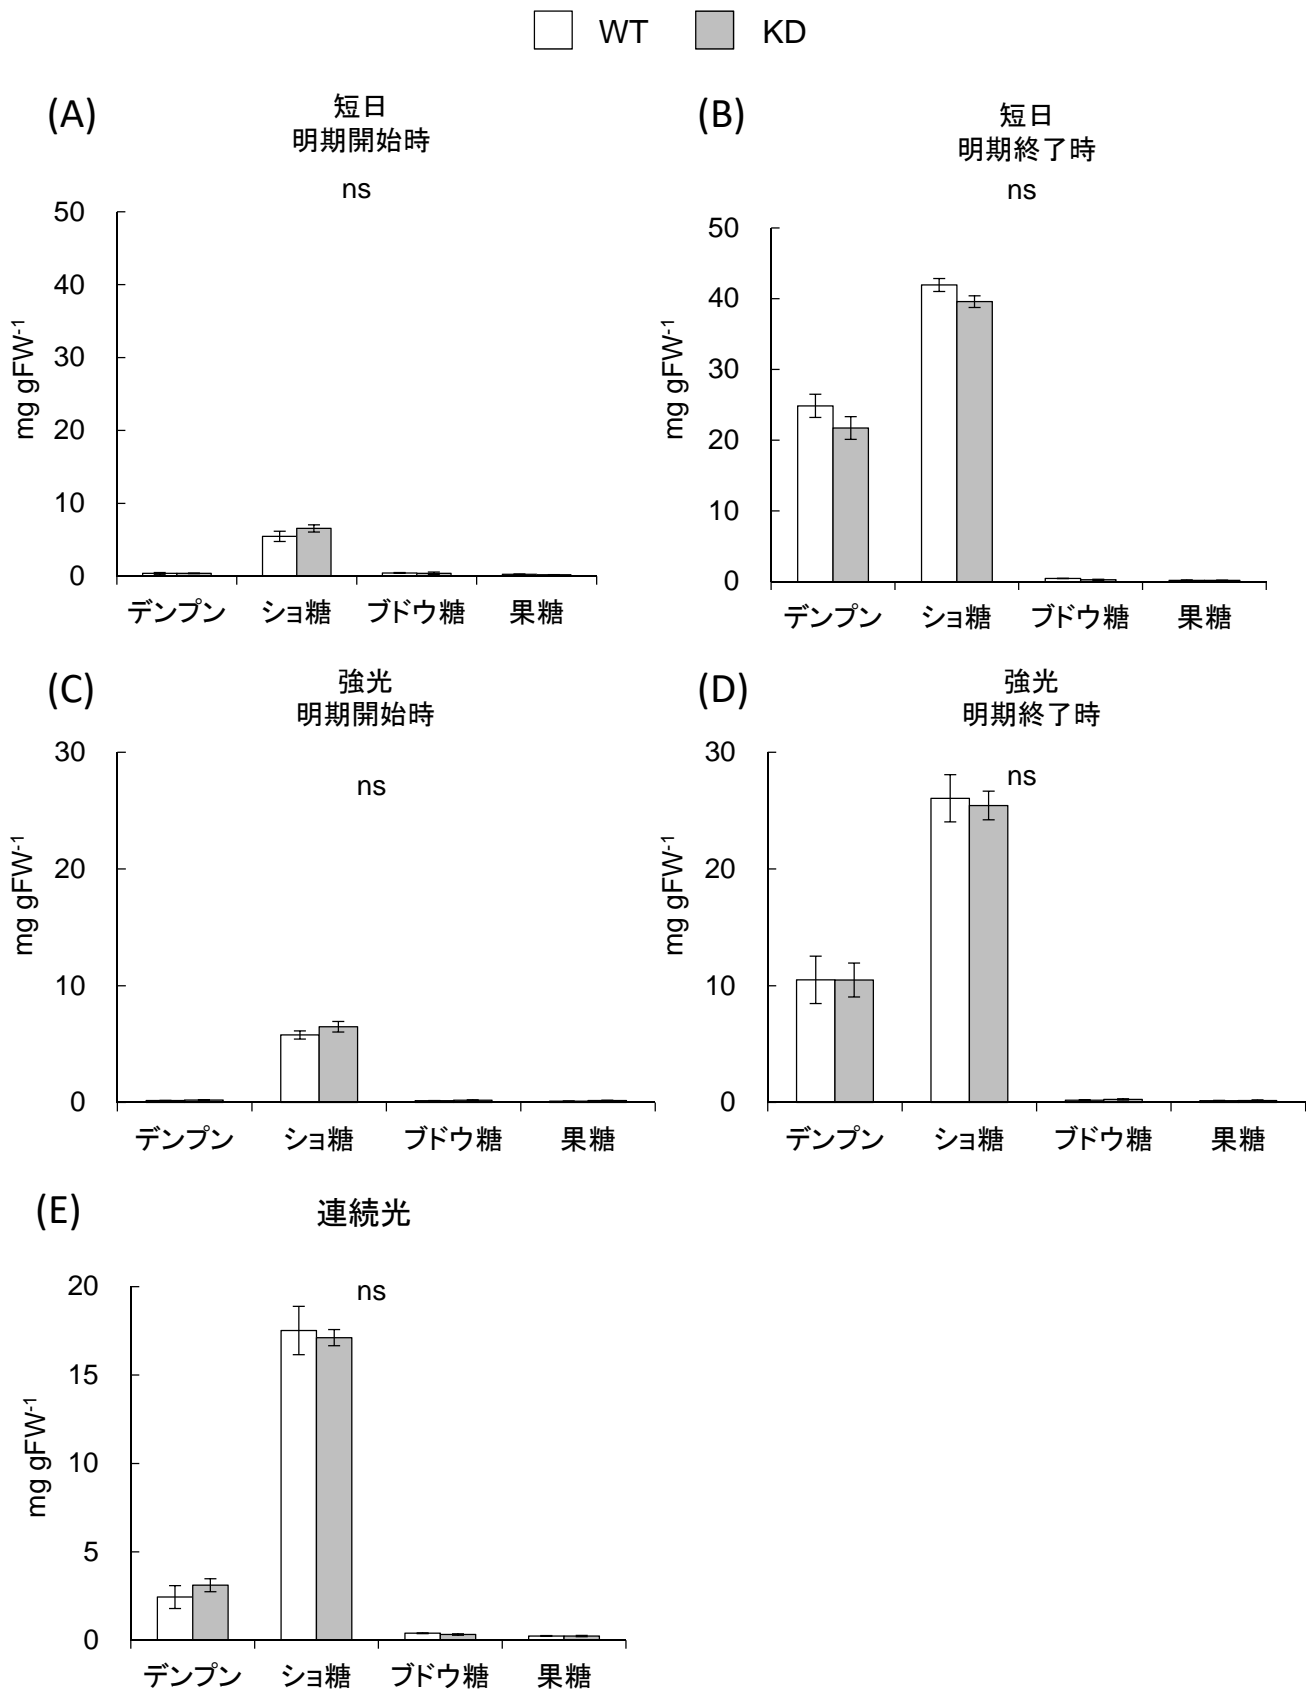 WT KD
(A)
短日
明期開始時
ns
50
40
30
20
10
0
mg gFW-1
デンプン ショ糖 ブドウ糖 果糖
(B)
短日
明期終了時
ns
50
40
30
20
10
0
mg gFW-1
デンプン ショ糖 ブドウ糖 果糖
(C)
強光
明期開始時
ns
30
20
10
0
mg gFW-1
デンプン ショ糖 ブドウ糖 果糖
(D)
強光
明期終了時
ns
30
20
10
0
mg gFW-1
デンプン ショ糖 ブドウ糖 果糖
(E)
連続光
ns
20
15
10
5
0
mg gFW-1
デンプン ショ糖 ブドウ糖 果糖